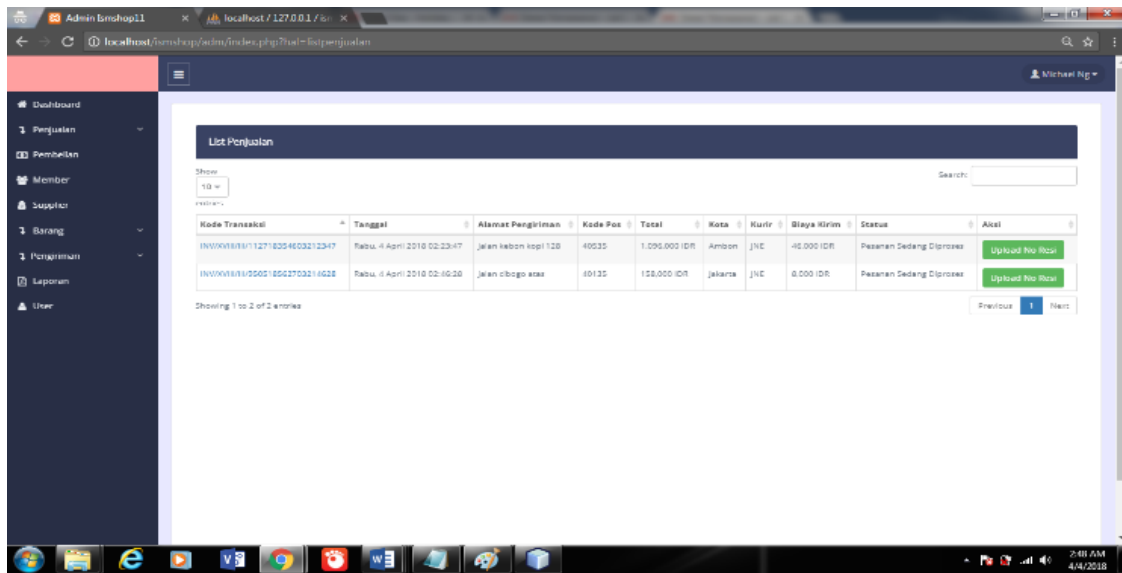 Admin Ismshop11
localhost / 127.0.0.1 / isn
localhost/ismshop/adm/index.php?hal=listpenjualan
Michael Ng
Dashboard
Penjualan
Pembelian
Member
Supplier
Barang
Pengiriman
Laporan
User
List Penjualan
Show
10
entries
Search:
Kode Transaksi Tanggal Alamat Pengiriman Kode Pos Total Kota Kurir Biaya Kirim Status Aksi
Rabu, 4 April 2018 02:23:47 Jalan kebon kopi 128 40535 1.096.000 IDR Ambon JNE 46.000 IDR Pesanan Sedang Diproses Upload No Resi
Rabu, 4 April 2018 02:46:28 Jalan cibogo atas 40135 158.000 IDR Jakarta JNE 8.000 IDR Pesanan Sedang Diproses Upload No Resi
Showing 1 to 2 of 2 entries
Previous 1 Next
2:48 AM
4/4/2018